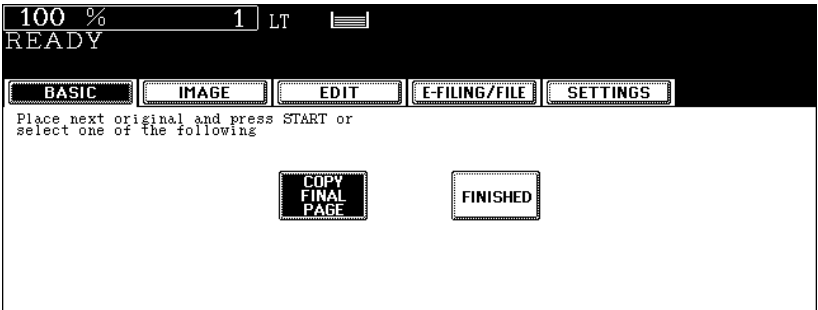 100 % 1 LT
READY
BASIC IMAGE EDIT E-FILING/FILE SETTINGS
Place next original and press START or
select one of the following
COPY
FINAL
PAGE
FINISHED